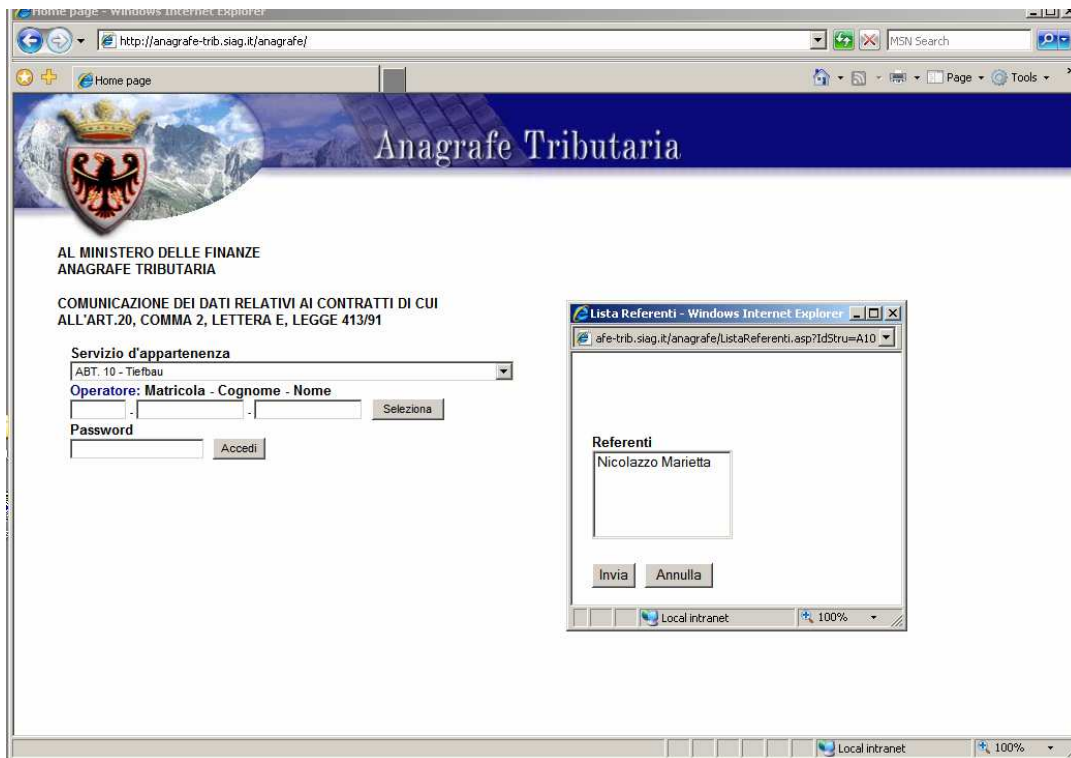 Home page - Windows Internet Explorer
http://anagrafe-trib.siag.it/anagrafe/
MSN Search
Home page
Page
Tools
Anagrafe Tributaria
AL MINISTERO DELLE FINANZE
ANAGRAFE TRIBUTARIA
COMUNICAZIONE DEI DATI RELATIVI AI CONTRATTI DI CUI
ALL'ART.20, COMMA 2, LETTERA E, LEGGE 413/91
Servizio d'appartenenza
ABT. 10 - Tiefbau
Operatore: Matricola - Cognome - Nome
- - Seleziona
Password
Accedi
Lista Referenti - Windows Internet Explorer
afe-trib.siag.it/anagrafe/ListaReferenti.asp?IdStru=A10
Referenti
Nicolazzo Marietta
Invia Annulla
Local intranet 100%
Local intranet 100%